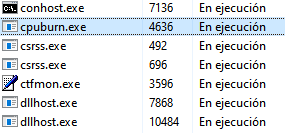 conhost.exe 7136 En ejecución
cpuburn.exe 4636 En ejecución
csrss.exe 492 En ejecución
csrss.exe 696 En ejecución
ctfmon.exe 3596 En ejecución
dllhost.exe 7868 En ejecución
dllhost.exe 10484 En ejecución